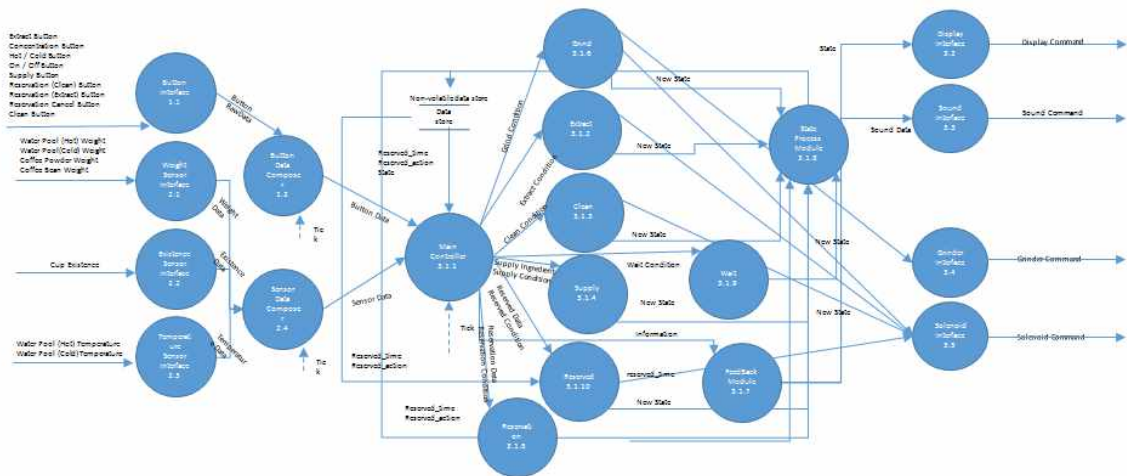 Extract Button
Concentration Button
Hot / Cold Button
On / Off Button
Supply Button
Reservation (Clean) Button
Reservation (Extract) Button
Reservation Cancel Button
Clean Button
Button
Interface
1.1
Water Pool (Hot) Weight
Water Pool(Cold) Weight
Coffee Powder Weight
Coffee Bean Weight
Weight
Sensor
Interface
2.1
Cup Existence
Existence
Sensor
Interface
2.2
Water Pool (Hot) Temperature
Water Pool (Cold)Temperature
Temperat
ure
Sensor
Interface
2.3
Button
RawData
Weight
Data
Existence
Data
Temperatur
e Data
Button
Data
Compose
r
Tic
k
Sensor
Data
Compose
r
2.4
Tic
k
Button Data
Sensor Data
Non-volatile data store
Data
store
Reserved_time
Reserved_action
State
Main
Controller
3.1.1
Tick
Reserved_time
Reserved_action
Reserved_time
Reserved_action
Grind Condition
Extract Condition
Clean Condition
Supply Ingredient
Supply Condition
Wait Condition
Reserved Data
Reserved Condition
Reservation Data
Reservation Condition
Grind
3.1.6
Extract
3.1.2
Clean
3.1.3
Supply
3.1.4
Reserved
3.1.10
Reservati
on
3.1.5
Wait
3.1.9
FeedBack
Module
3.1.7
New State
New State
New State
New State
Information
reserved_time
New State
State
Process
Module
3.1.8
State
Sound Data
New State
New State
Display
Interface
3.2
Display Command
Sound
Interface
3.3
Sound Command
Grinder
Interface
3.4
Grinder Command
Solenoid
Interface
3.5
Solenoid Command